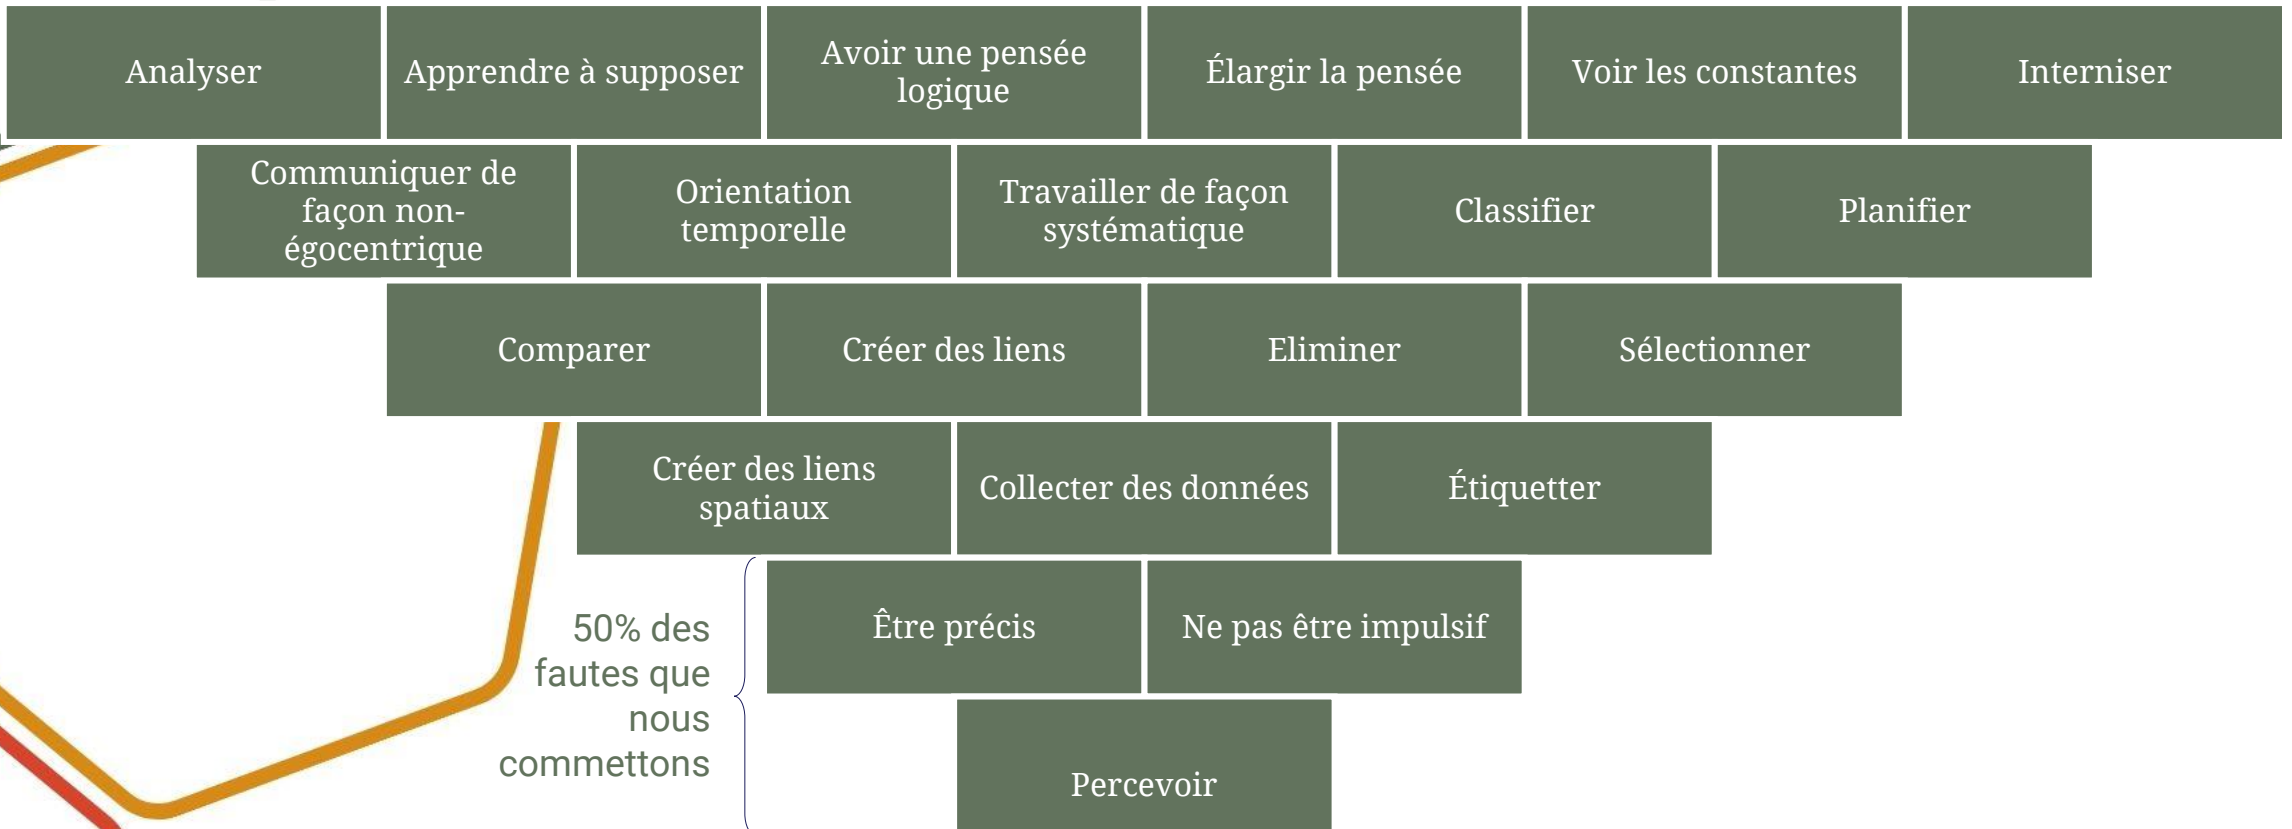 Analyser
Apprendre à supposer
Avoir une pensée
logique
Élargir la pensée
Voir les constantes
Interniser
Communiquer de
façon non-
égocentrique
Orientation
temporelle
Travailler de façon
systématique
Classifier
Planifier
Comparer
Créer des liens
Eliminer
Sélectionner
Créer des liens
spatiaux
Collecter des données
Étiquetter
50% des
fautes que
nous
commettons
Être précis
Ne pas être impulsif
Percevoir